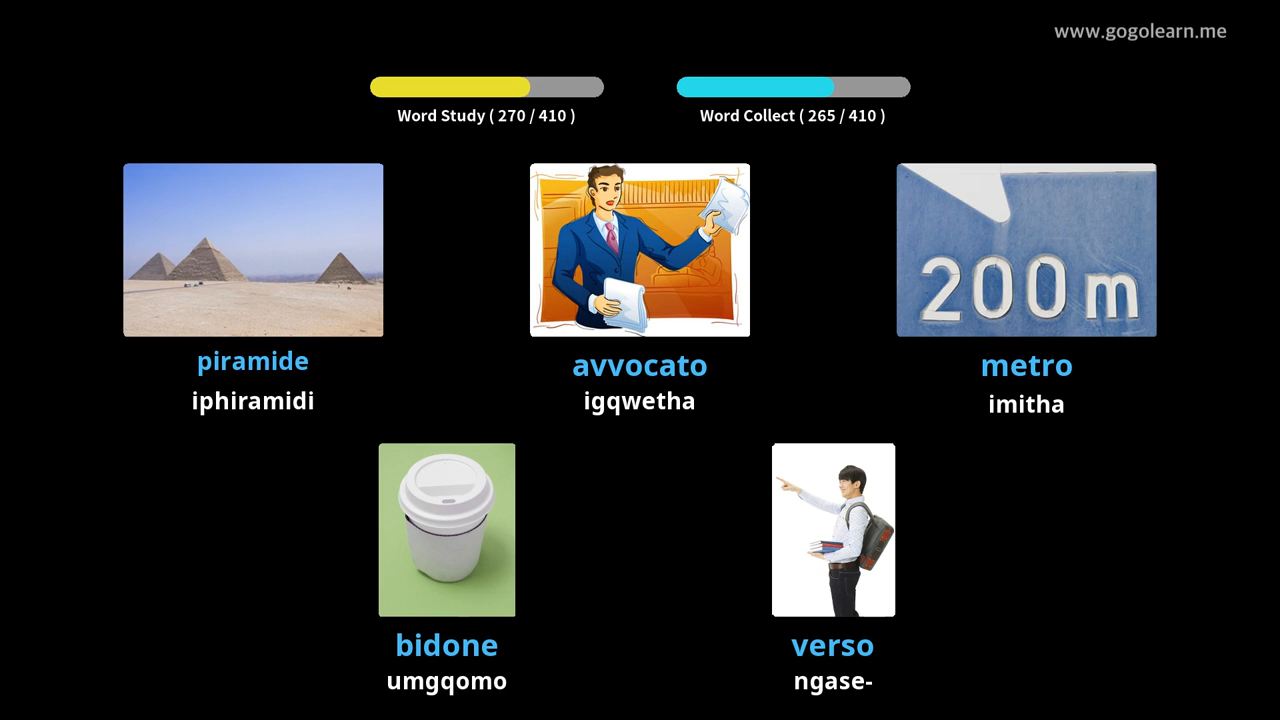 www.gogolearn.me
Word Study ( 270 / 410 )
Word Collect ( 265 / 410 )
200 m
piramide
iphiramidi
avvocato
igqwetha
metro
imitha
bidone
umgqomo
verso
ngase-